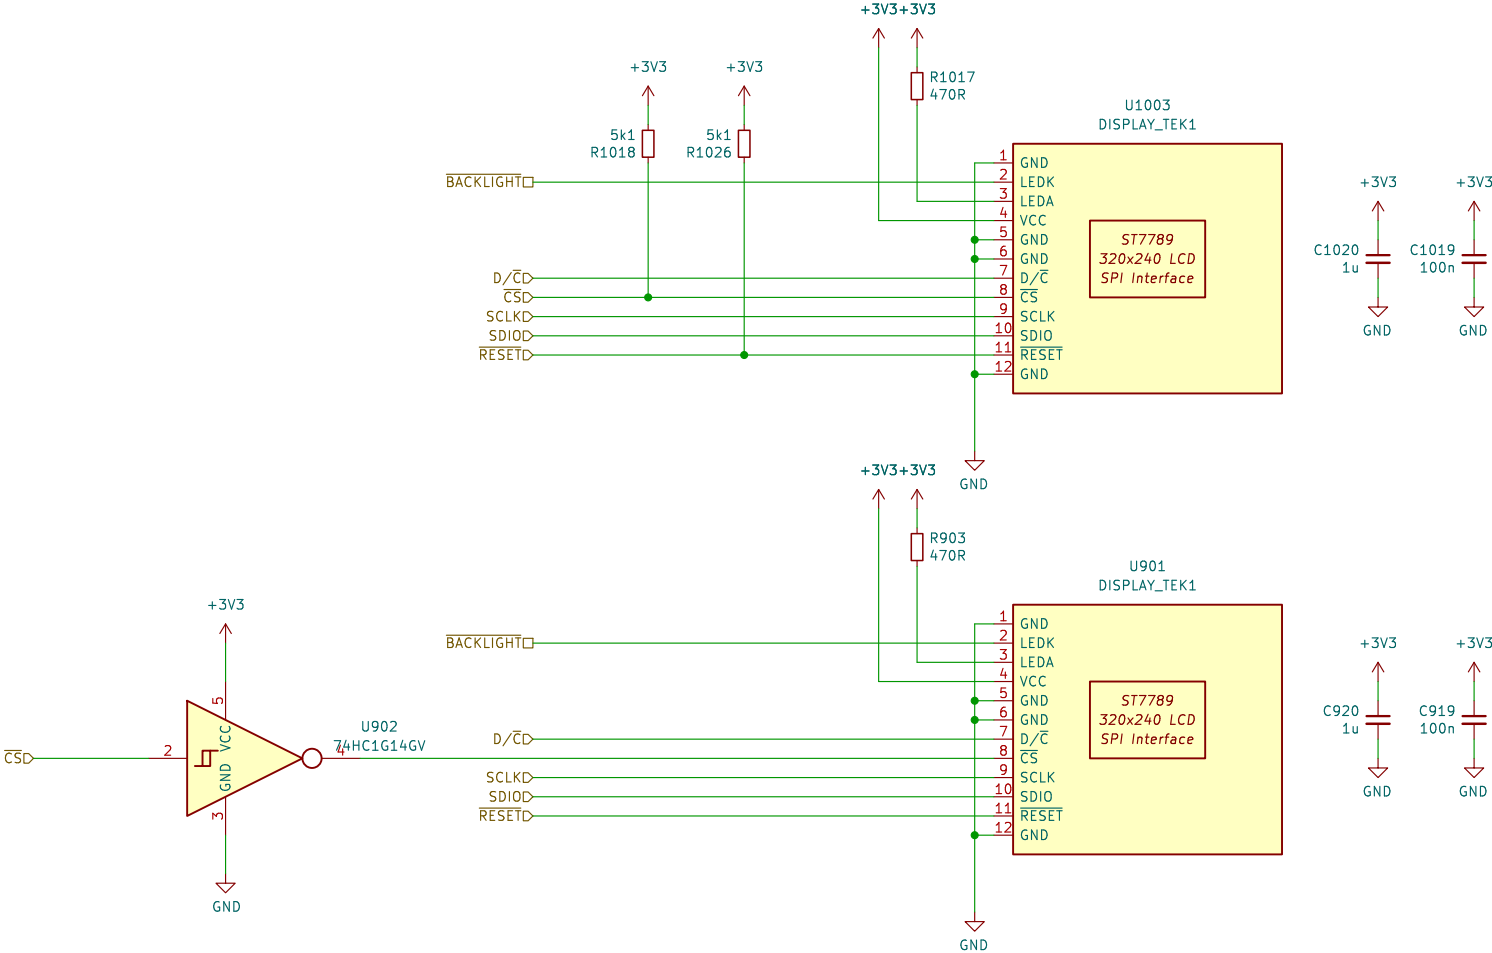 +3V3 +3V3
R1017
470R
+3V3
+3V3
5k1
R1018
5k1
R1026
U1003
DISPLAY_TEK1
BACKLIGHT
D/C
CS
SCLK
SDIO
RESET
1 GND
2 LEDK
3 LEDA
4 VCC
5 GND
6 GND
7 D/C
8 CS
9 SCLK
10 SDIO
11 RESET
12 GND
ST7789
320x240 LCD
SPI Interface
GND
+3V3
C1020
1u
GND
+3V3
C1019
100n
GND
+3V3 +3V3
R903
470R
U901
DISPLAY_TEK1
BACKLIGHT
D/C
SCLK
SDIO
RESET
1 GND
2 LEDK
3 LEDA
4 VCC
5 GND
6 GND
7 D/C
8 CS
9 SCLK
10 SDIO
11 RESET
12 GND
ST7789
320x240 LCD
SPI Interface
GND
+3V3
C920
1u
GND
+3V3
C919
100n
GND
+3V3
5
VCC
U902
74HC1G14GV
CS
2
4
GND
3
GND